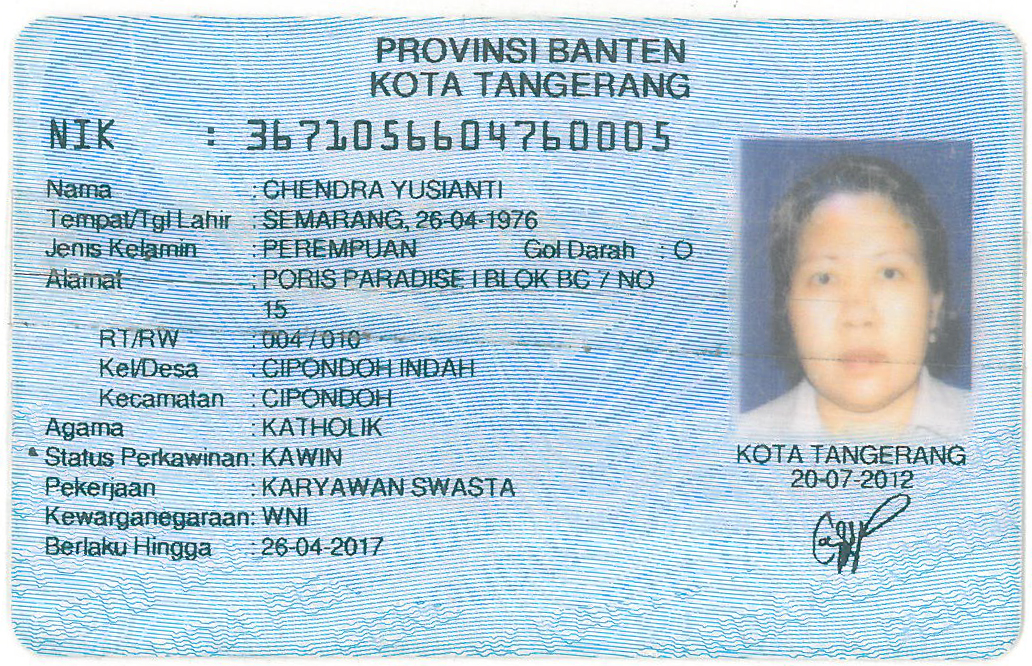 PROVINSI BANTEN
KOTA TANGERANG
NIK : 3671056604760005
Nama : CHENDRA YUSIANTI
Tempat/Tgl Lahir : SEMARANG, 26-04-1976
Jenis Kelamin : PEREMPUAN Gol Darah : O
Alamat : PORIS PARADISE I BLOK BC 7 NO
15
RT/RW : 004 / 010
Kel/Desa : CIPONDOH INDAH
Kecamatan : CIPONDOH
Agama : KATHOLIK
Status Perkawinan: KAWIN
Pekerjaan : KARYAWAN SWASTA
Kewarganegaraan: WNI
Berlaku Hingga : 26-04-2017
KOTA TANGERANG
20-07-2012